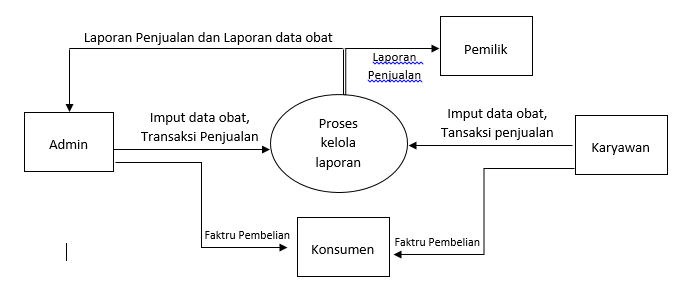 Laporan Penjualan dan Laporan data obat
Laporan
Penjualan
Pemilik
Imput data obat,
Transaksi Penjualan
Proses
kelola
laporan
Imput data obat,
Tansaksi penjualan
Admin
Karyawan
Faktru Pembelian
Konsumen
Faktru Pembelian